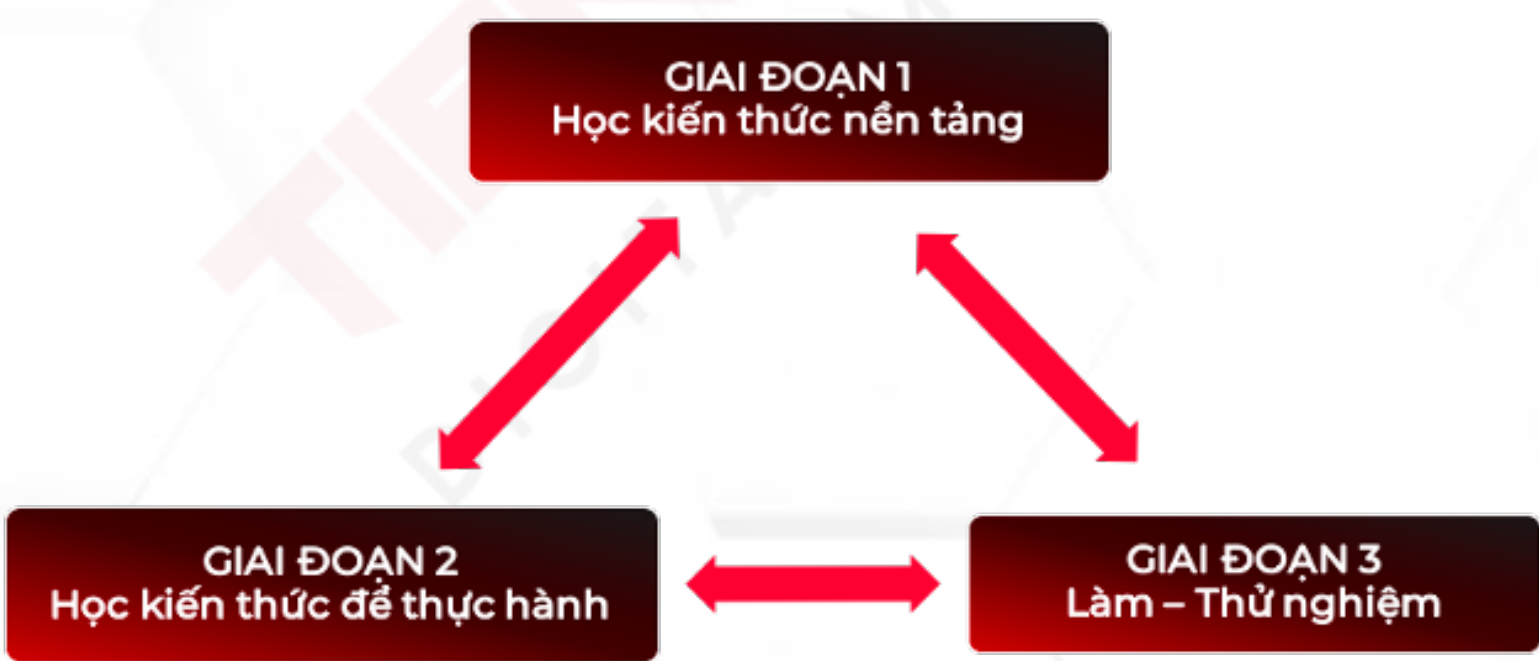 GIAI ĐOẠN 1
Học kiến thức nền tảng
GIAI ĐOẠN 2
Học kiến thức để thực hành
GIAI ĐOẠN 3
Làm – Thử nghiệm